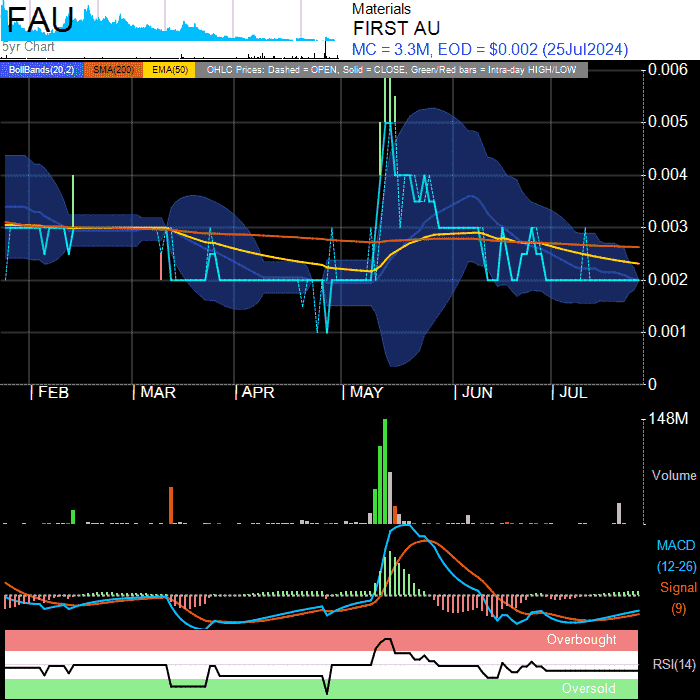 FAU
5yr Chart
Materials
FIRST AU
MC = 3.3M, EOD = $0.002 (25Jul2024)
BollBands(20,2) SMA(200) EMA(50) OHLC Prices: Dashed = OPEN, Solid = CLOSE, Green/Red bars = Intra-day HIGH/LOW
0.006
0.005
0.004
0.003
0.002
0.001
0
| FEB | MAR | APR | MAY | JUN | JUL
148M
Volume
MACD
(12-26)
Signal
(9)
Overbought
RSI(14)
Oversold